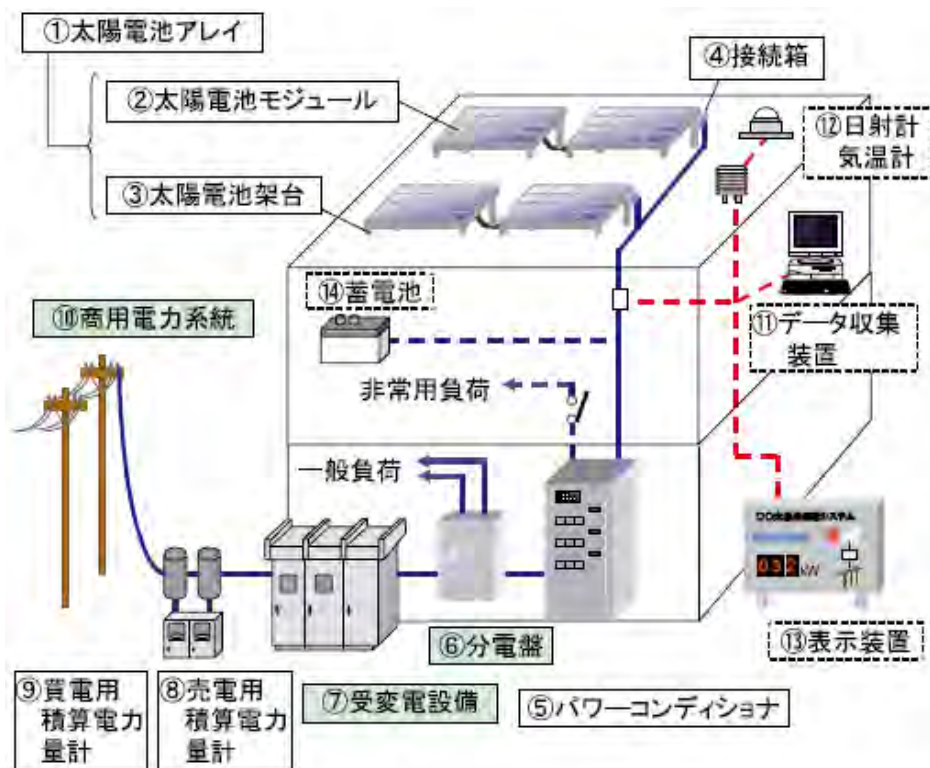 ①太陽電池アレイ
②太陽電池モジュール
③太陽電池架台
④接続箱
⑫日射計
気温計
⑭蓄電池
⑩商用電力系統
⑪データ収集
装置
非常用負荷
一般負荷
032kW
⑥分電盤
⑬表示装置
⑨買電用
積算電力
量計
⑧売電用
積算電力
量計
⑦受変電設備
⑤パワーコンディショナ